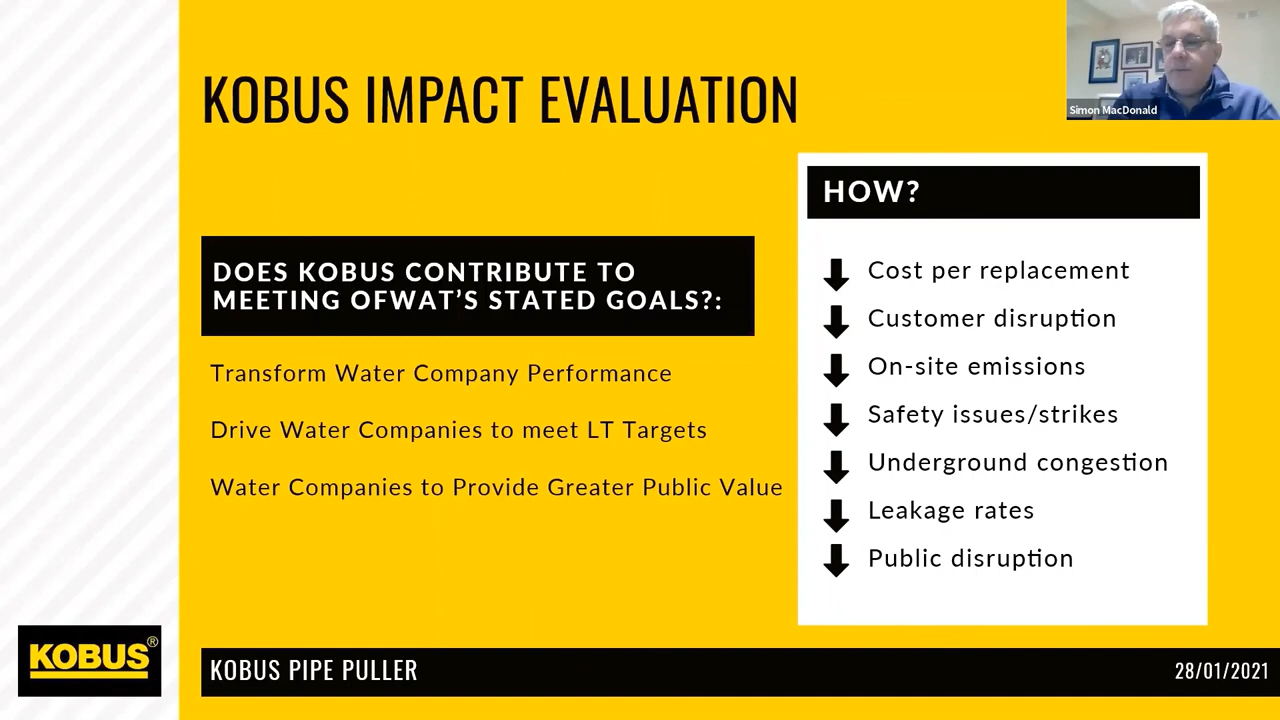 KOBUS IMPACT EVALUATION
Simon MacDonald
DOES KOBUS CONTRIBUTE TO
MEETING OFWAT’S STATED GOALS?:
Transform Water Company Performance
Drive Water Companies to meet LT Targets
Water Companies to Provide Greater Public Value
HOW?
Cost per replacement
Customer disruption
On-site emissions
Safety issues/strikes
Underground congestion
Leakage rates
Public disruption
KOBUS®
KOBUS PIPE PULLER
28/01/2021